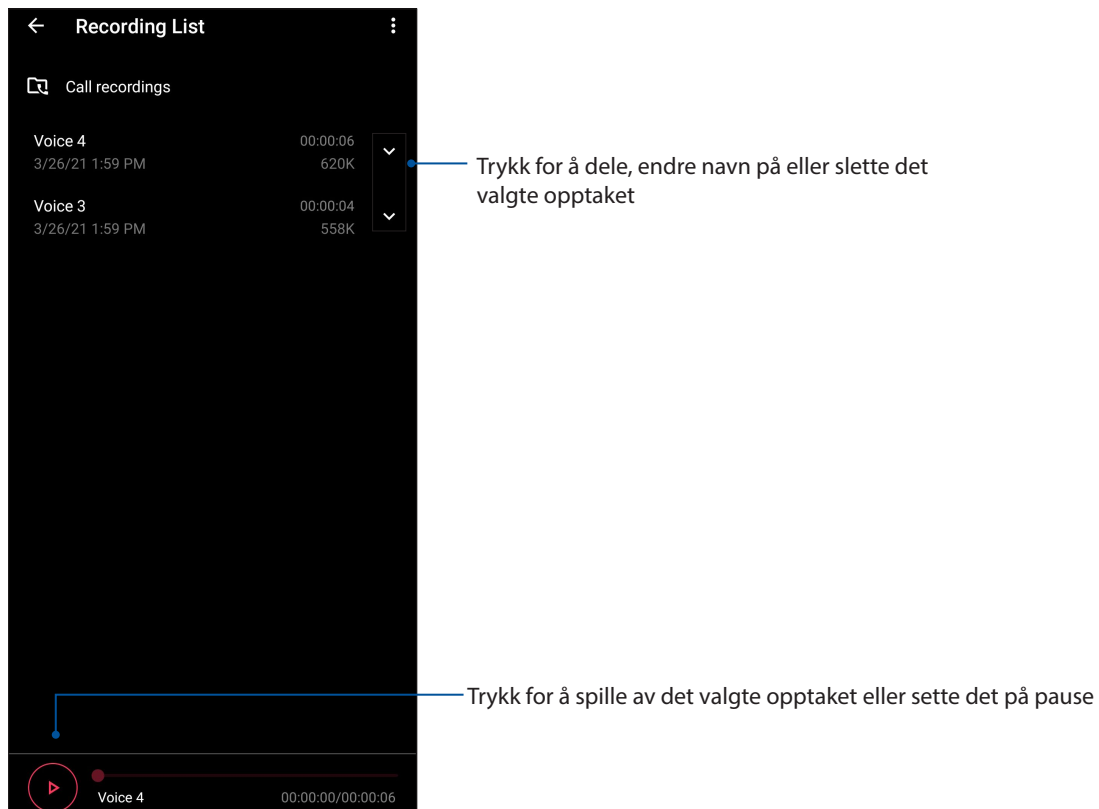 Recording List
Call recordings
Voice 4 00:00:06
3/26/21 1:59 PM 620K
Trykk for å dele, endre navn på eller slette det
valgte opptaket
Voice 3 00:00:04
3/26/21 1:59 PM 558K
Trykk for å spille av det valgte opptaket eller sette det på pause
Voice 4 00:00:00/00:00:06